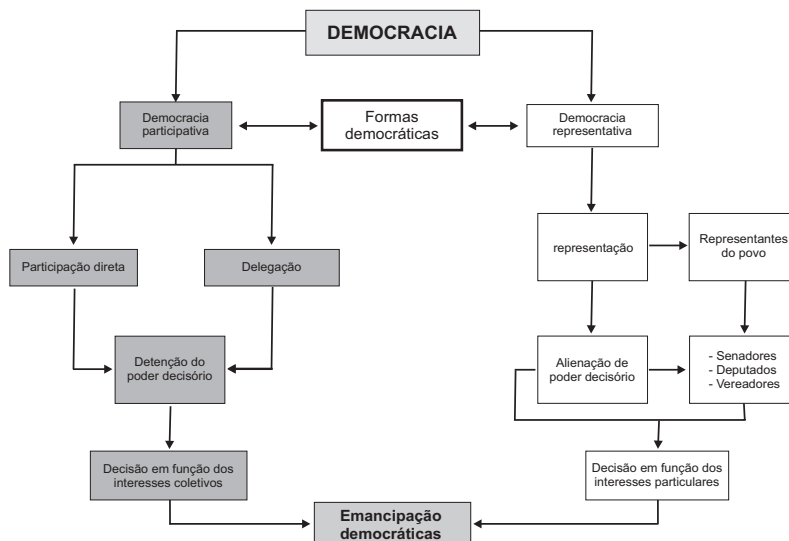 DEMOCRACIA
Democracia
participativa
Formas
democráticas
Democracia
representativa
Participação direta
Delegação
representação
Representantes
do povo
Detenção do
poder decisório
Alienação de
poder decisório
- Senadores
- Deputados
- Vereadores
Decisão em função dos
interesses coletivos
Decisão em função dos
interesses particulares
Emancipação
democráticas